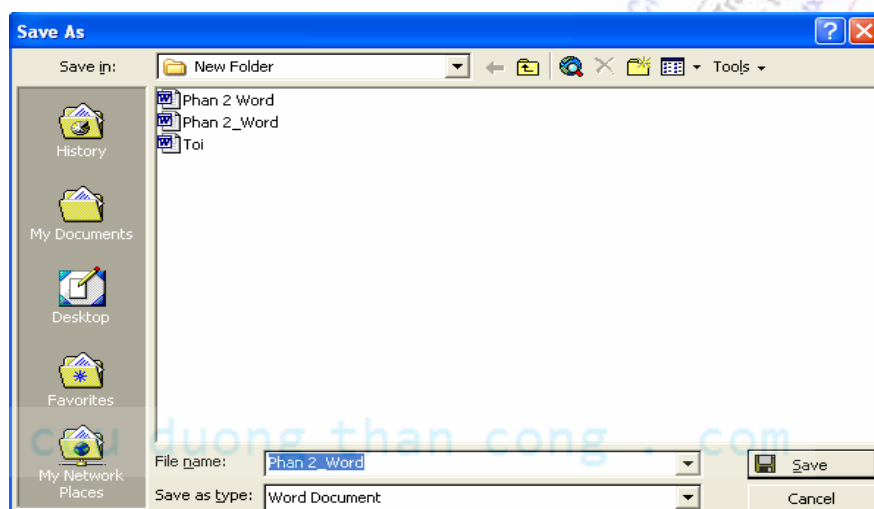 Save As
Save in:
New Folder
Tools
Phan 2 Word
Phan 2_Word
Toi
History
My Documents
Desktop
Favorites
My Network
Places
cuu duong than cong . com
File name:
Phan 2_Word
Save
Save as type:
Word Document
Cancel